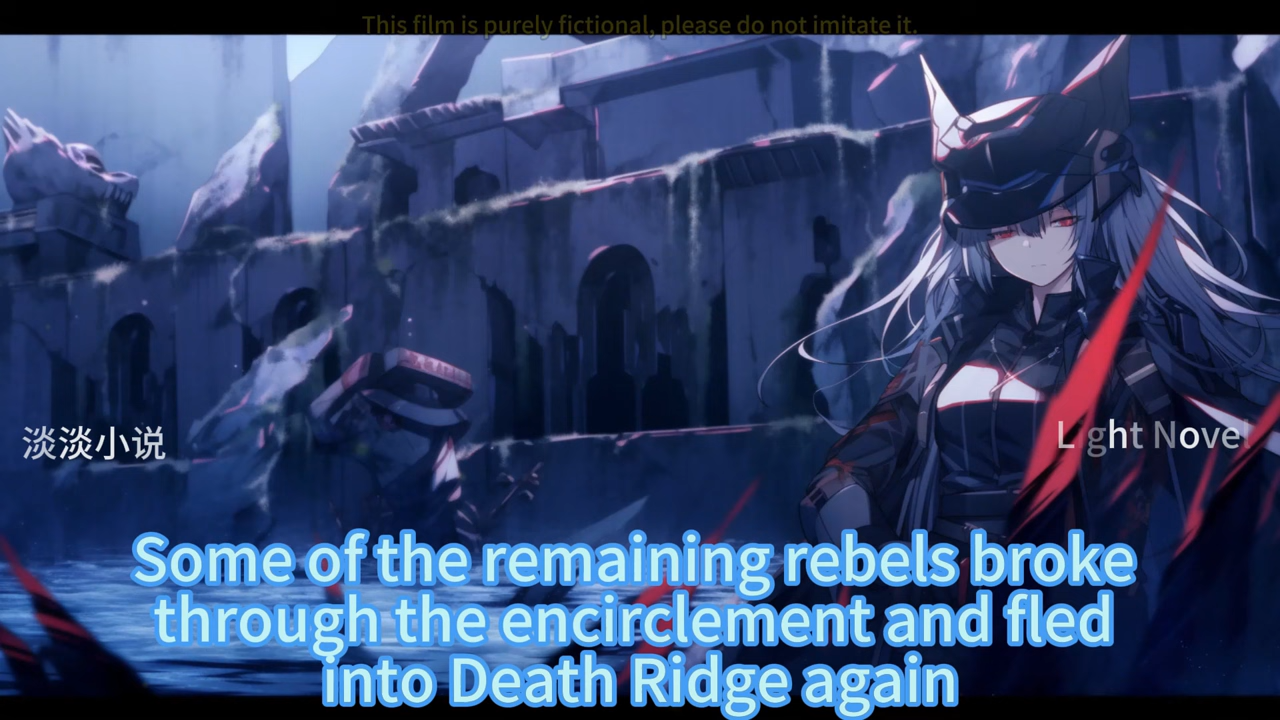 This film is purely fictional, please do not imitate it.
淡淡小说
Light Novel
Some of the remaining rebels broke
through the encirclement and fled
into Death Ridge again